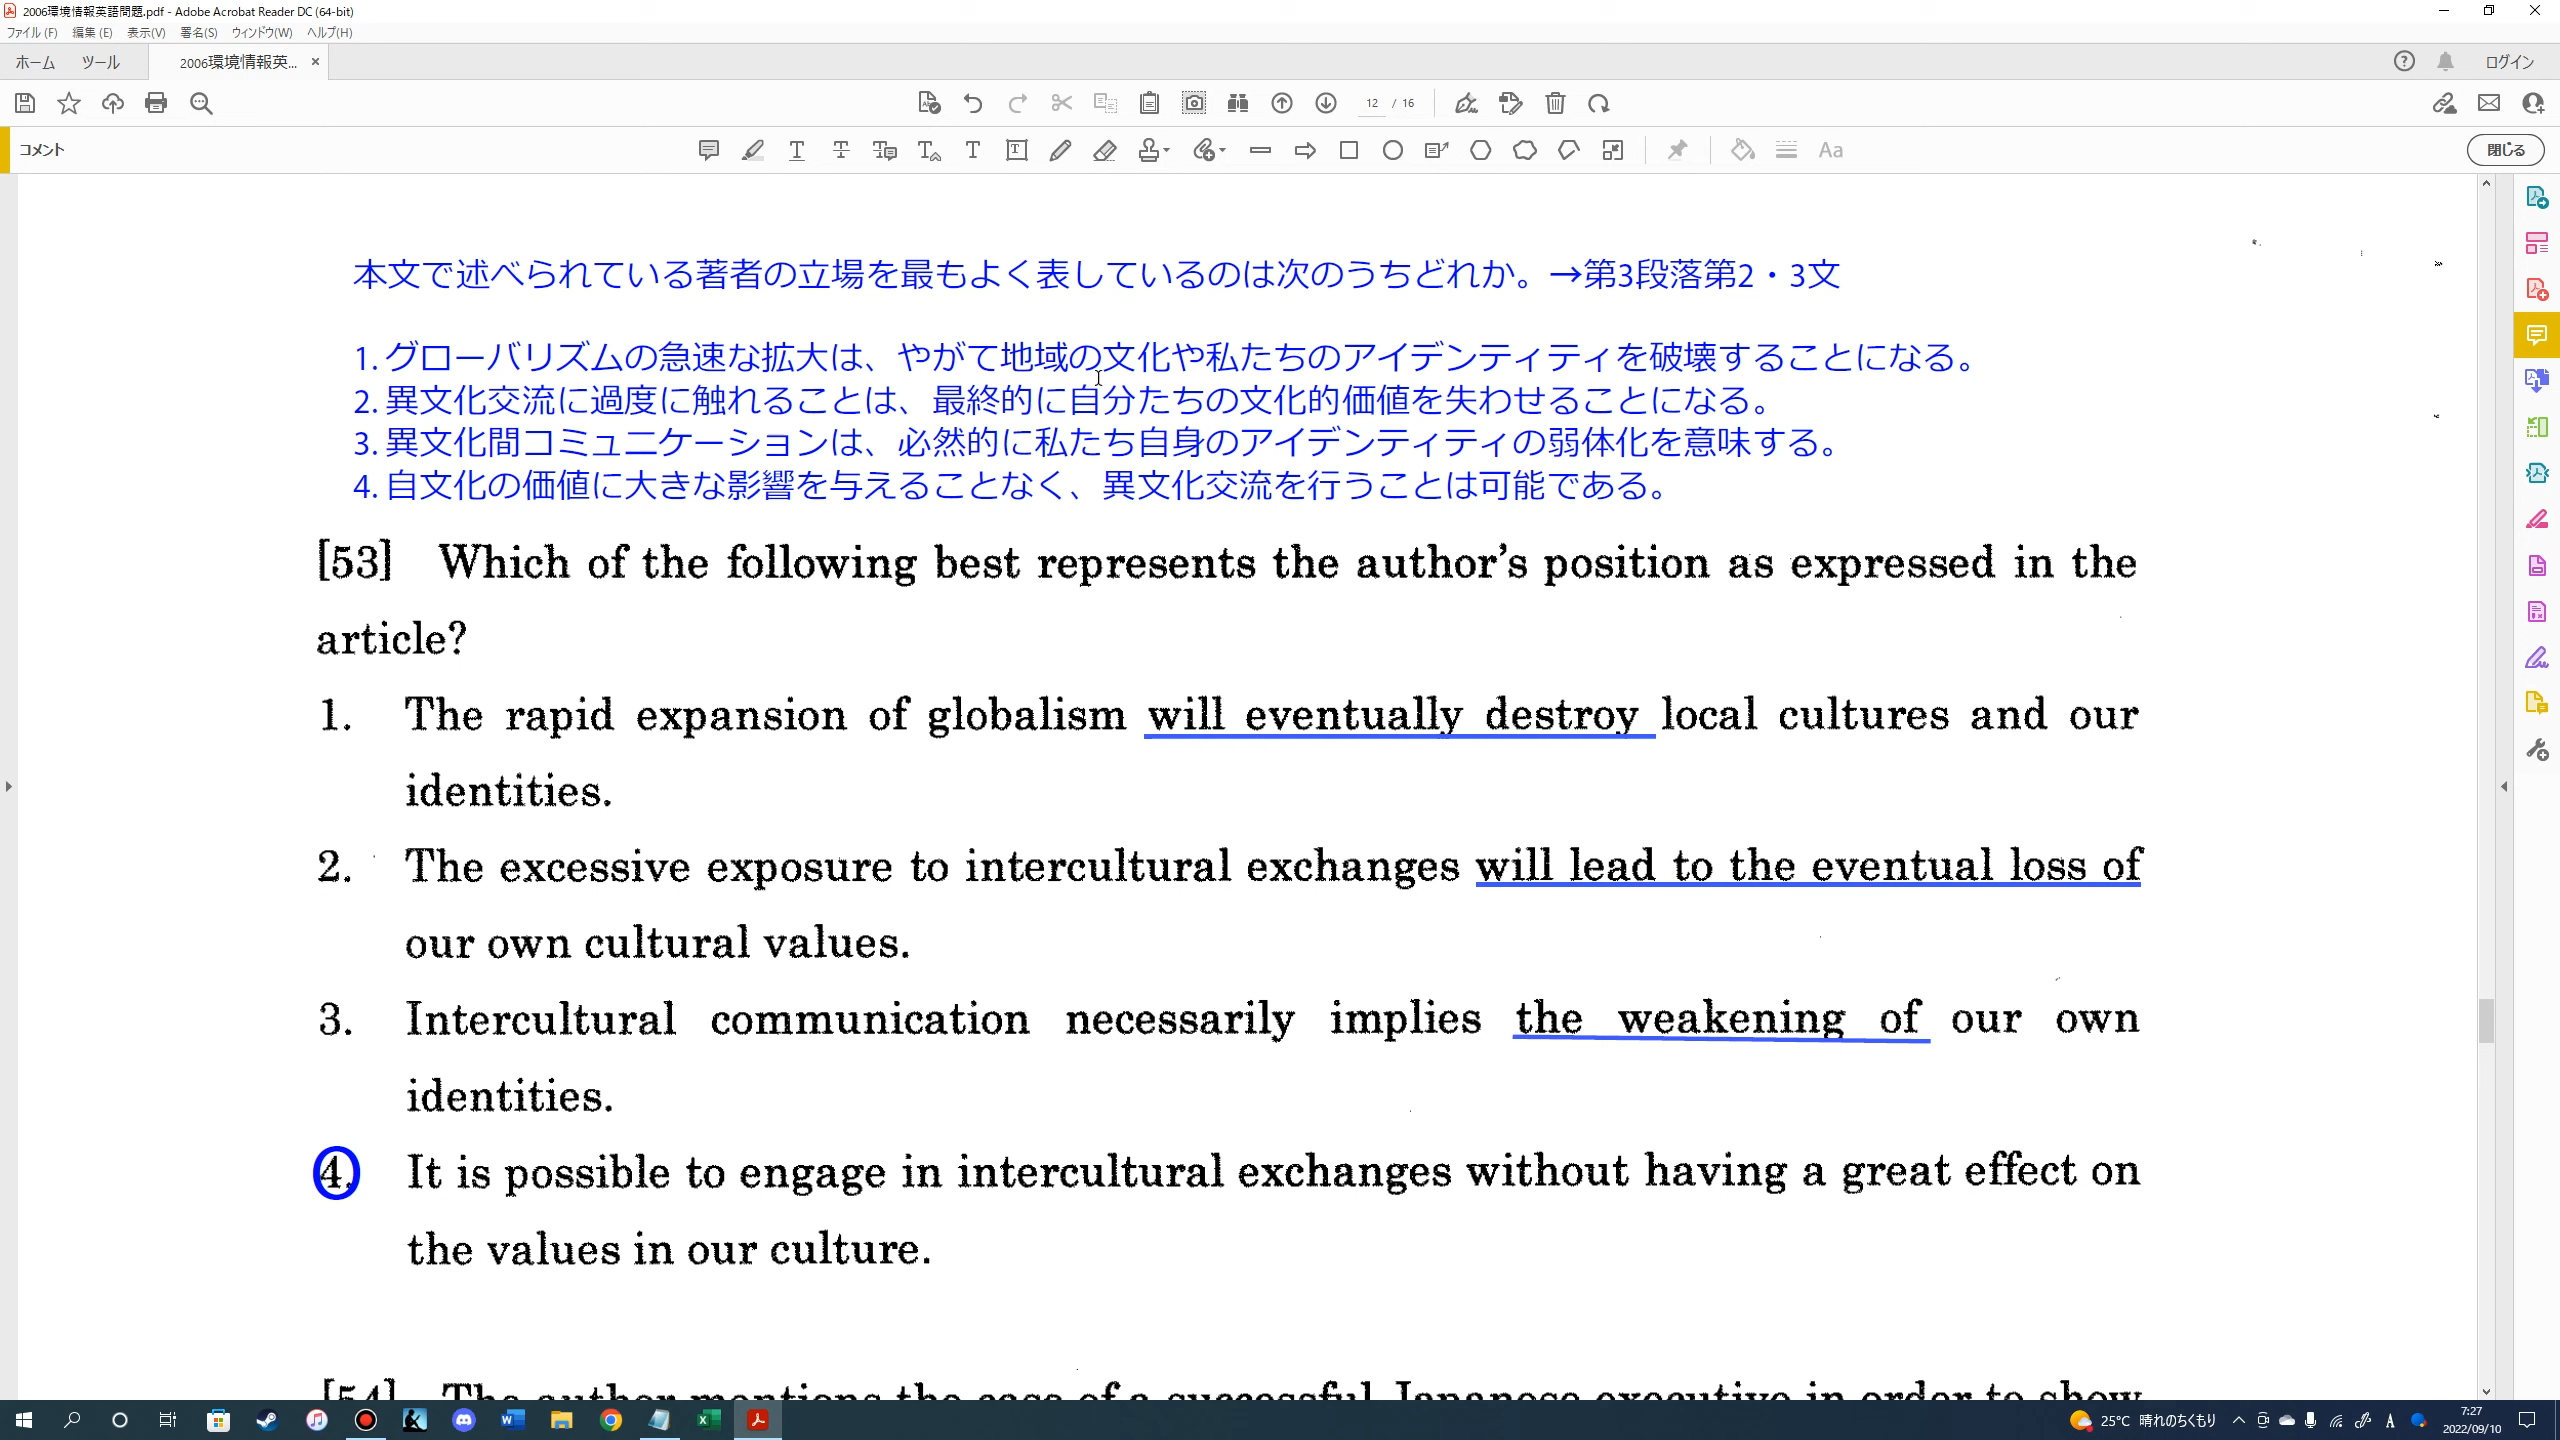 2006環境情報英語問題.pdf - Adobe Acrobat Reader DC (64-bit)
ファイル(F) 編集(E) 表示(V) 署名(S) ウィンドウ(W) ヘルプ(H)
ホーム ツール 2006環境情報英... × ログイン
12 / 16
コメント Aa 閉じる
本文で述べられている著者の立場を最もよく表しているのは次のうちどれか。→第3段落第2・3文
1. グローバリズムの急速な拡大は、やがて地域の文化や私たちのアイデンティティを破壊することになる。
2. 異文化交流に過度に触れることは、最終的に自分たちの文化的価値を失わせることになる。
3. 異文化間コミュニケーションは、必然的に私たち自身のアイデンティティの弱体化を意味する。
4. 自文化の価値に大きな影響を与えることなく、異文化交流を行うことは可能である。
[53] Which of the following best represents the author's position as expressed in the
article?
1. The rapid expansion of globalism will eventually destroy local cultures and our
identities.
2. The excessive exposure to intercultural exchanges will lead to the eventual loss of
our own cultural values.
3. Intercultural communication necessarily implies the weakening of our own
identities.
4. It is possible to engage in intercultural exchanges without having a great effect on
the values in our culture.
[54] The author mentions the case of a successful Japanese executive in order to show
25°C 晴れのちくもり A 7:27
2022/09/10